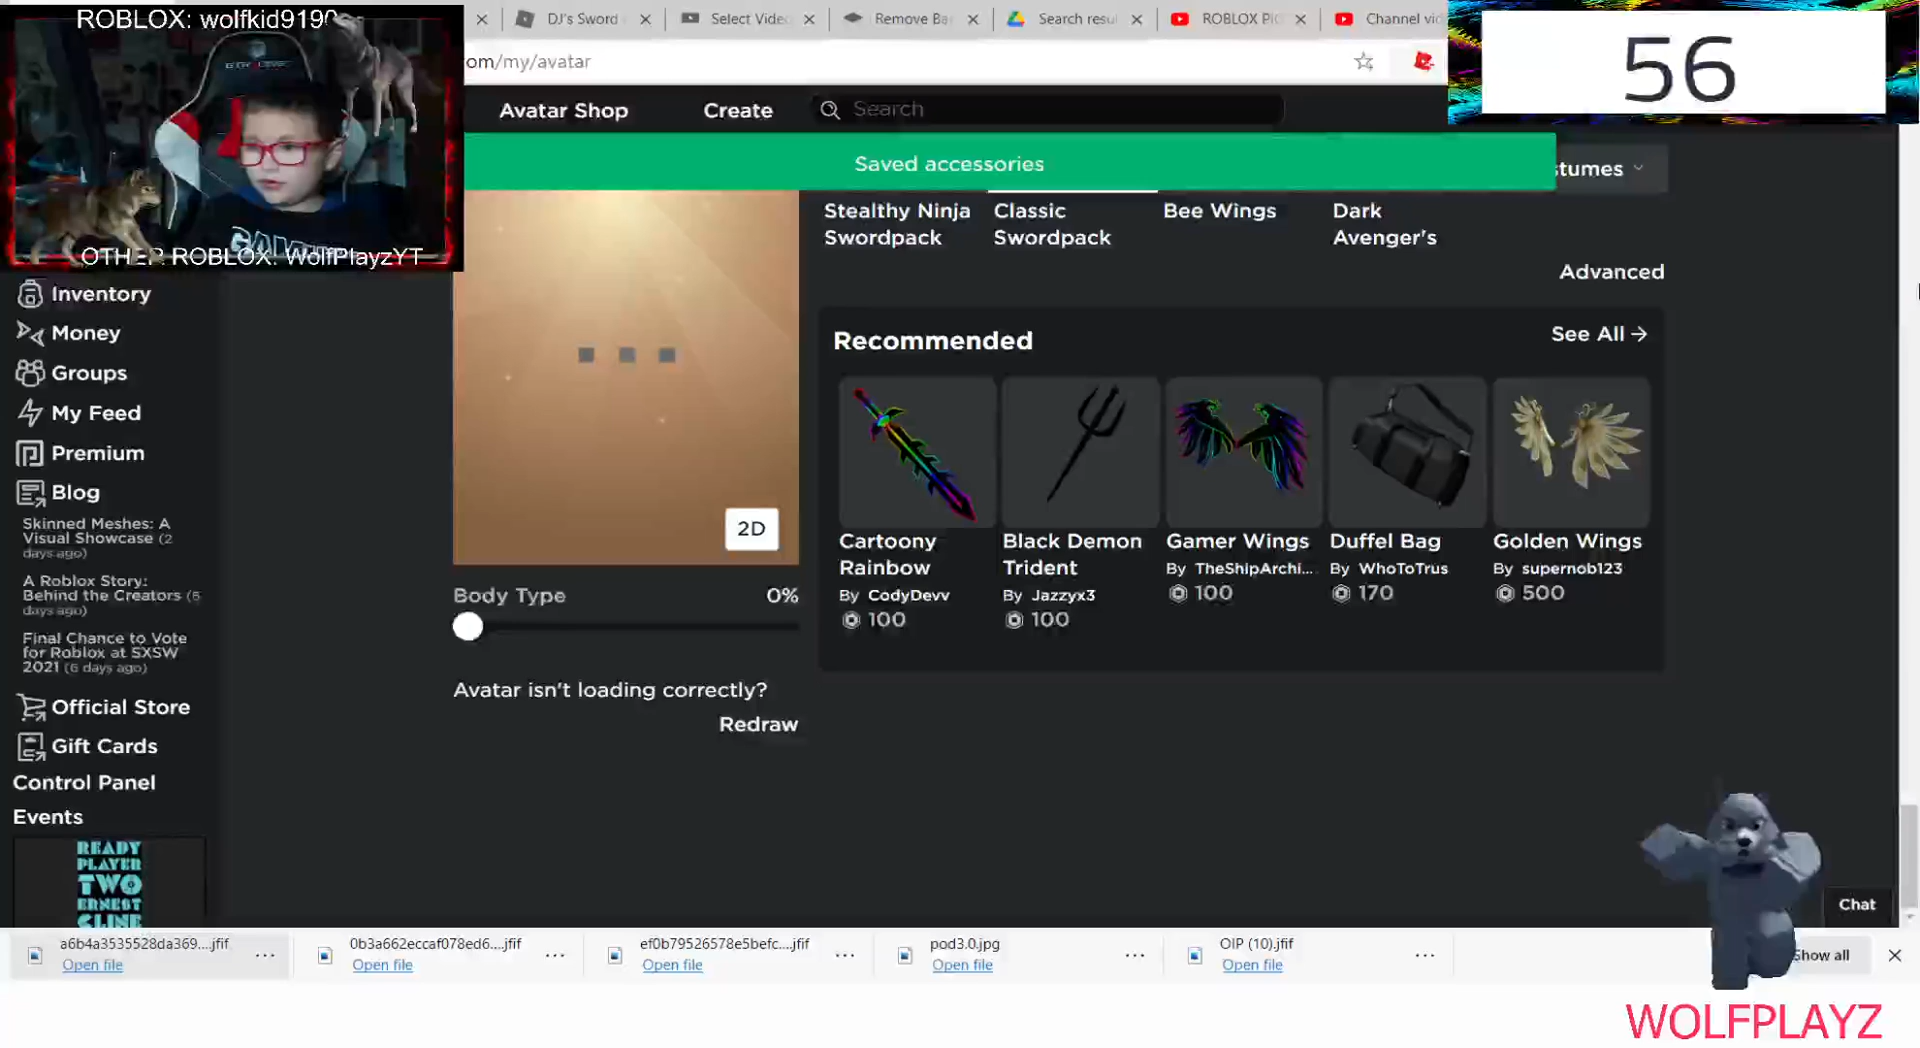 ROBLOX: wolfkid9190
OTHER ROBLOX: WolfPlayzYT
DJ's Sword
Select Video
Remove Ba
Search resu
ROBLOX Pic
Channel vi
56
om/my/avatar
Avatar Shop
Create
Search
Saved accessories
stumes
Stealthy Ninja
Swordpack
Classic
Swordpack
Bee Wings
Dark
Avenger's
Advanced
Inventory
Money
Groups
My Feed
Premium
Blog
Skinned Meshes: A
Visual Showcase (2
days ago)
A Roblox Story:
Behind the Creators (5
days ago)
Final Chance to Vote
for Roblox at SXSW
2021 (6 days ago)
Official Store
Gift Cards
Control Panel
Events
READY
PLAYER
TWO
ERNEST
CLINE
2D
Body Type
0%
Avatar isn't loading correctly?
Redraw
Recommended
See All
Cartoony
Rainbow
By CodyDevv
100
Black Demon
Trident
By Jazzyx3
100
Gamer Wings
By TheShipArchi...
100
Duffel Bag
By WhoToTrus
170
Golden Wings
By supernob123
500
Chat
a6b4a3535528da369....jfif
Open file
0b3a662eccaf078ed6....jfif
Open file
ef0b79526578e5befc....jfif
Open file
pod3.0.jpg
Open file
OIP (10).jfif
Open file
Show all
WOLFPLAYZ